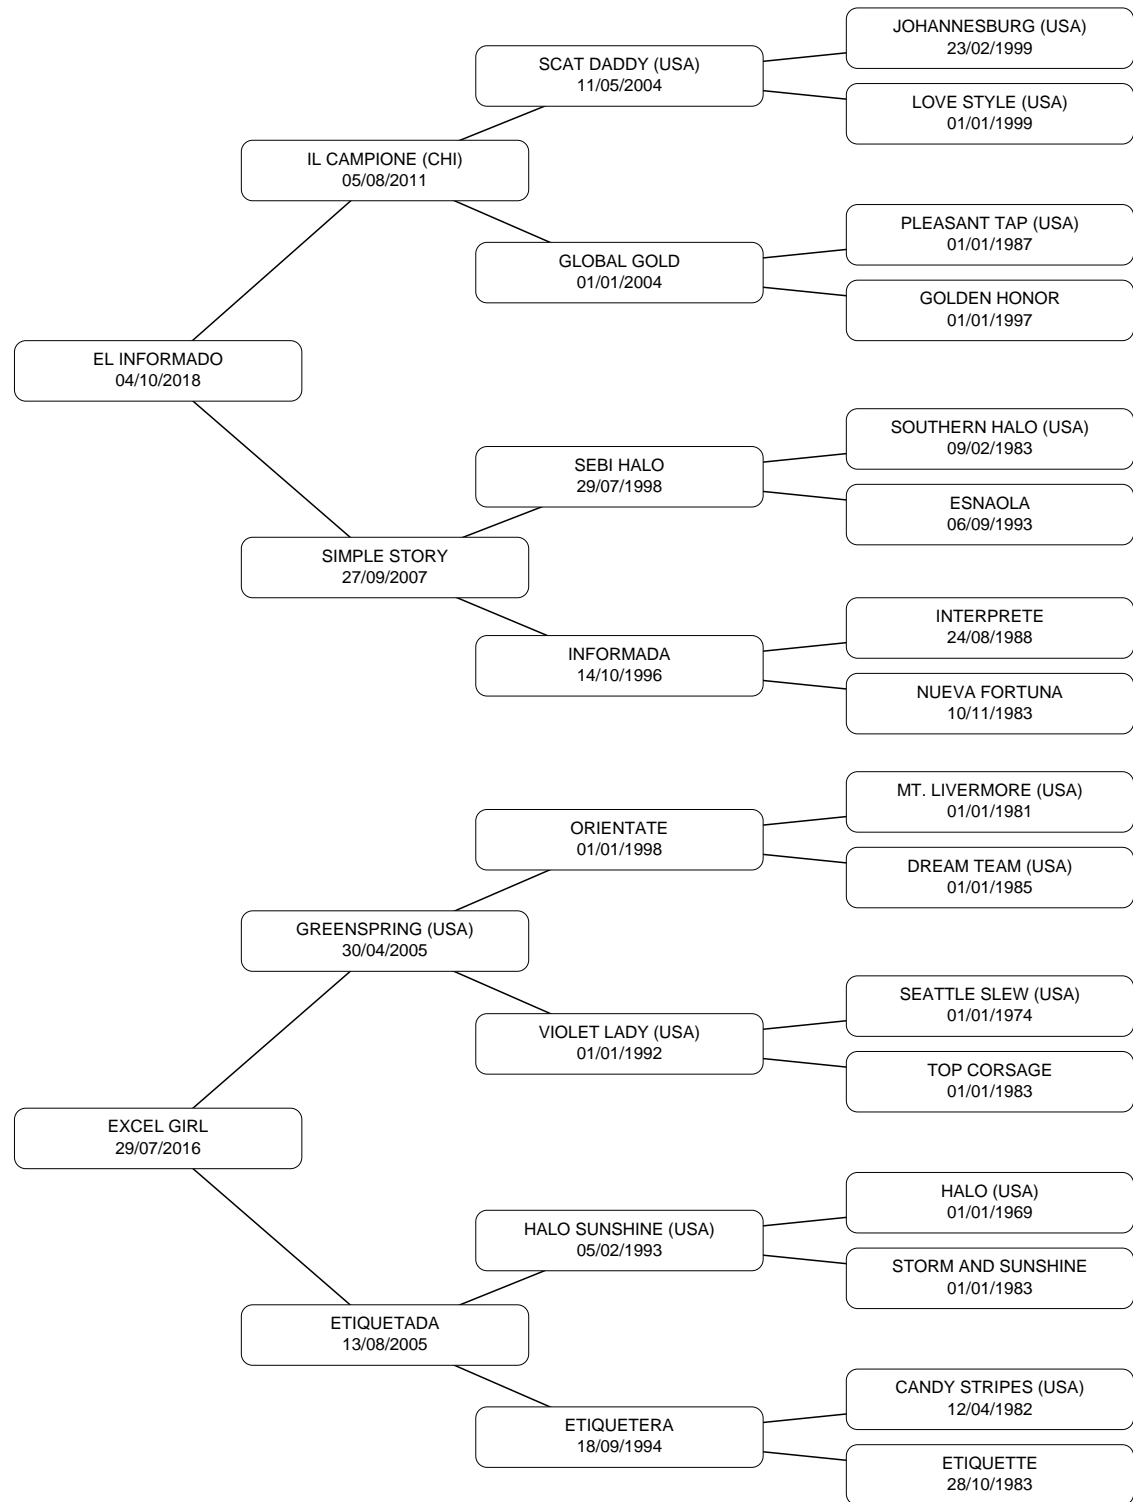 JOHANNESBURG (USA)
23/02/1999
SCAT DADDY (USA)
11/05/2004
LOVE STYLE (USA)
01/01/1999
IL CAMPIONE (CHI)
05/08/2011
PLEASANT TAP (USA)
01/01/1987
GLOBAL GOLD
01/01/2004
GOLDEN HONOR
01/01/1997
EL INFORMADO
04/10/2018
SOUTHERN HALO (USA)
09/02/1983
SEBI HALO
29/07/1998
ESNAOLA
06/09/1993
SIMPLE STORY
27/09/2007
INTERPRETE
24/08/1988
INFORMADA
14/10/1996
NUEVA FORTUNA
10/11/1983
MT. LIVERMORE (USA)
01/01/1981
ORIENTATE
01/01/1998
DREAM TEAM (USA)
01/01/1985
GREENSPRING (USA)
30/04/2005
SEATTLE SLEW (USA)
01/01/1974
VIOLET LADY (USA)
01/01/1992
TOP CORSAGE
01/01/1983
EXCEL GIRL
29/07/2016
HALO (USA)
01/01/1969
HALO SUNSHINE (USA)
05/02/1993
STORM AND SUNSHINE
01/01/1983
ETIQUETADA
13/08/2005
CANDY STRIPES (USA)
12/04/1982
ETIQUETERA
18/09/1994
ETIQUETTE
28/10/1983